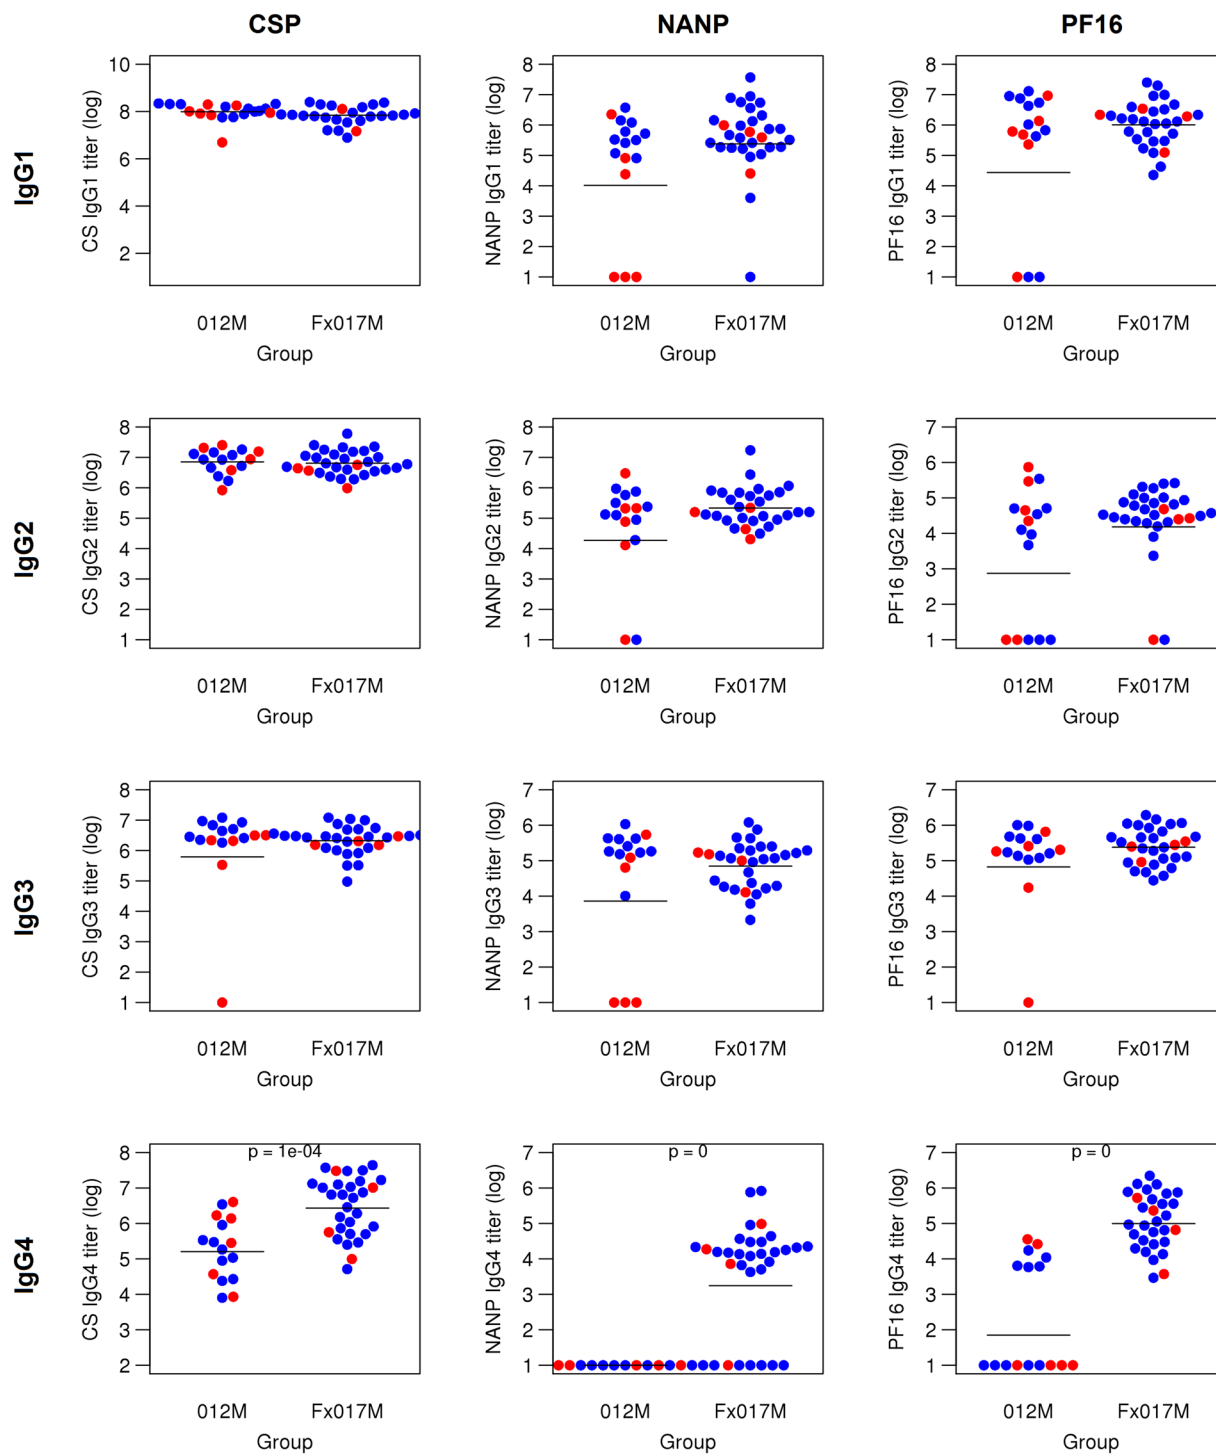 CSP NANP PF16
IgG1
CS IgG1 titer (log)
10
8
6
4
2
012M Fx017M
Group
NANP IgG1 titer (log)
8
7
6
5
4
3
2
1
012M Fx017M
Group
PF16 IgG1 titer (log)
8
7
6
5
4
3
2
1
012M Fx017M
Group
IgG2
CS IgG2 titer (log)
8
7
6
5
4
3
2
1
012M Fx017M
Group
NANP IgG2 titer (log)
8
7
6
5
4
3
2
1
012M Fx017M
Group
PF16 IgG2 titer (log)
7
6
5
4
3
2
1
012M Fx017M
Group
IgG3
CS IgG3 titer (log)
8
7
6
5
4
3
2
1
012M Fx017M
Group
NANP IgG3 titer (log)
7
6
5
4
3
2
1
012M Fx017M
Group
PF16 IgG3 titer (log)
7
6
5
4
3
2
1
012M Fx017M
Group
IgG4
CS IgG4 titer (log)
p = 1e-04
8
7
6
5
4
3
2
012M Fx017M
Group
NANP IgG4 titer (log)
p = 0
7
6
5
4
3
2
1
012M Fx017M
Group
PF16 IgG4 titer (log)
p = 0
7
6
5
4
3
2
1
012M Fx017M
Group